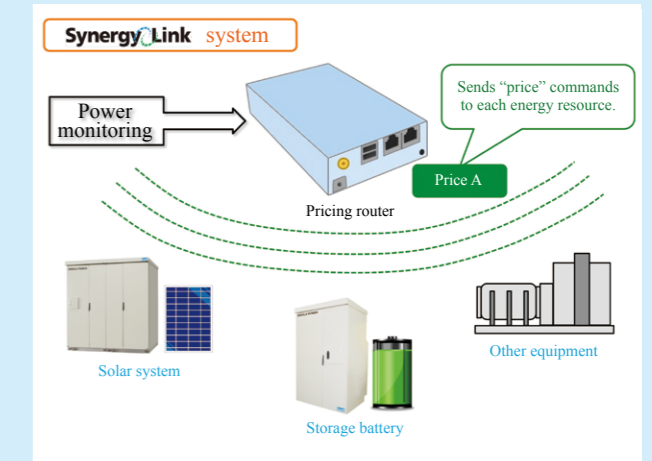 SynergyLink system
Power
monitoring
Sends “price” commands
to each energy resource.
Price A
Pricing router
Solar system
Storage battery
Other equipment